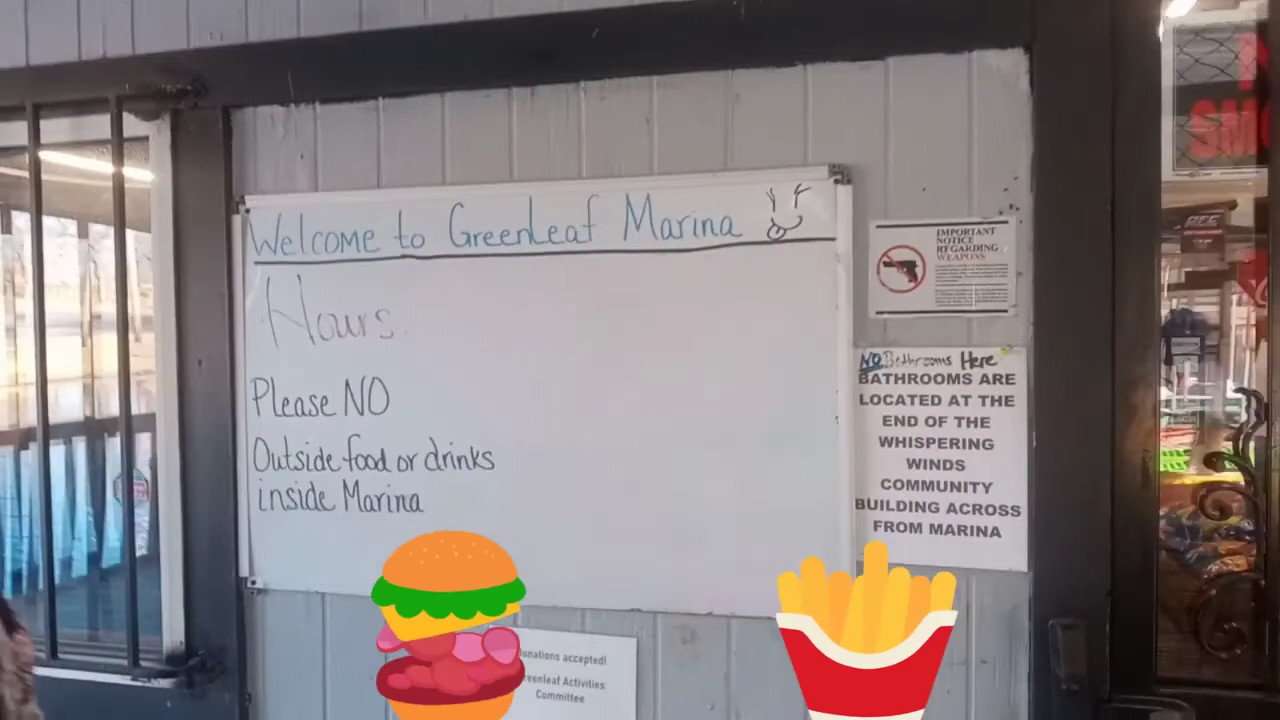 Welcome to Greenleaf Marina
Hours
Please NO
Outside food or drinks
inside Marina
IMPORTANT
NOTICE
REGARDING
WEAPONS
NO Bathrooms Here
BATHROOMS ARE
LOCATED AT THE
END OF THE
WHISPERING
WINDS
COMMUNITY
BUILDING ACROSS
FROM MARINA
onations accepted!
reenleaf Activities
Committee